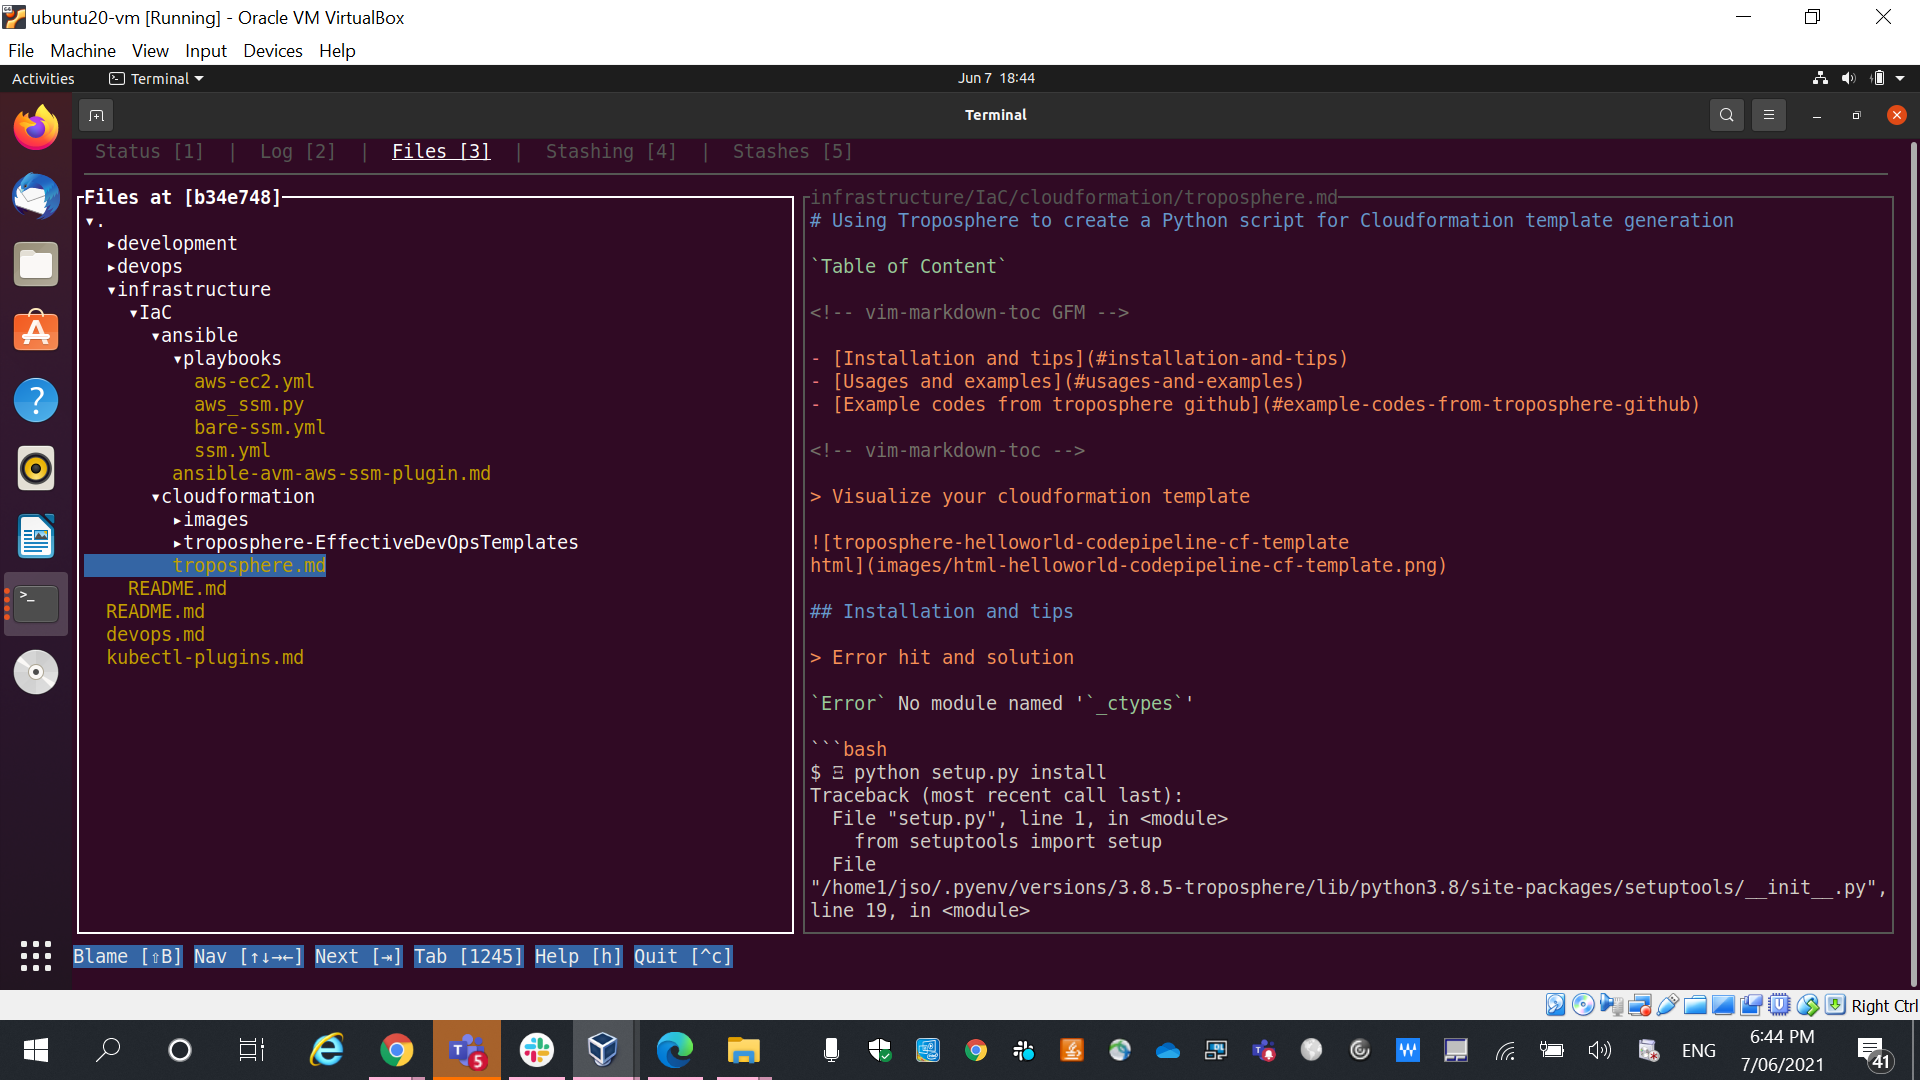 ubuntu20-vm [Running] - Oracle VM VirtualBox
File Machine View Input Devices Help
Activities Terminal Jun 7 18:44
Terminal
Status [1] | Log [2] | Files [3] | Stashing [4] | Stashes [5]
Files at [b34e748]
▾.
▸development
▸devops
▾infrastructure
▾IaC
▾ansible
▾playbooks
aws-ec2.yml
aws_ssm.py
bare-ssm.yml
ssm.yml
ansible-avm-aws-ssm-plugin.md
▾cloudformation
▸images
▸troposphere-EffectiveDevOpsTemplates
troposphere.md
README.md
README.md
devops.md
kubectl-plugins.md
infrastructure/IaC/cloudformation/troposphere.md
# Using Troposphere to create a Python script for Cloudformation template generation
`Table of Content`
<!-- vim-markdown-toc GFM -->
- [Installation and tips](#installation-and-tips)
- [Usages and examples](#usages-and-examples)
- [Example codes from troposphere github](#example-codes-from-troposphere-github)
<!-- vim-markdown-toc -->
> Visualize your cloudformation template
![troposphere-helloworld-codepipeline-cf-template
html](images/html-helloworld-codepipeline-cf-template.png)
## Installation and tips
> Error hit and solution
`Error` No module named '`_ctypes`'
```bash
$ Ξ python setup.py install
Traceback (most recent call last):
File "setup.py", line 1, in <module>
from setuptools import setup
File
"/home1/jso/.pyenv/versions/3.8.5-troposphere/lib/python3.8/site-packages/setuptools/__init__.py",
line 19, in <module>
Blame [⇧B] Nav [↑↓→←] Next [⇥] Tab [1245] Help [h] Quit [^c]
Right Ctrl
5
ENG
6:44 PM
7/06/2021
41